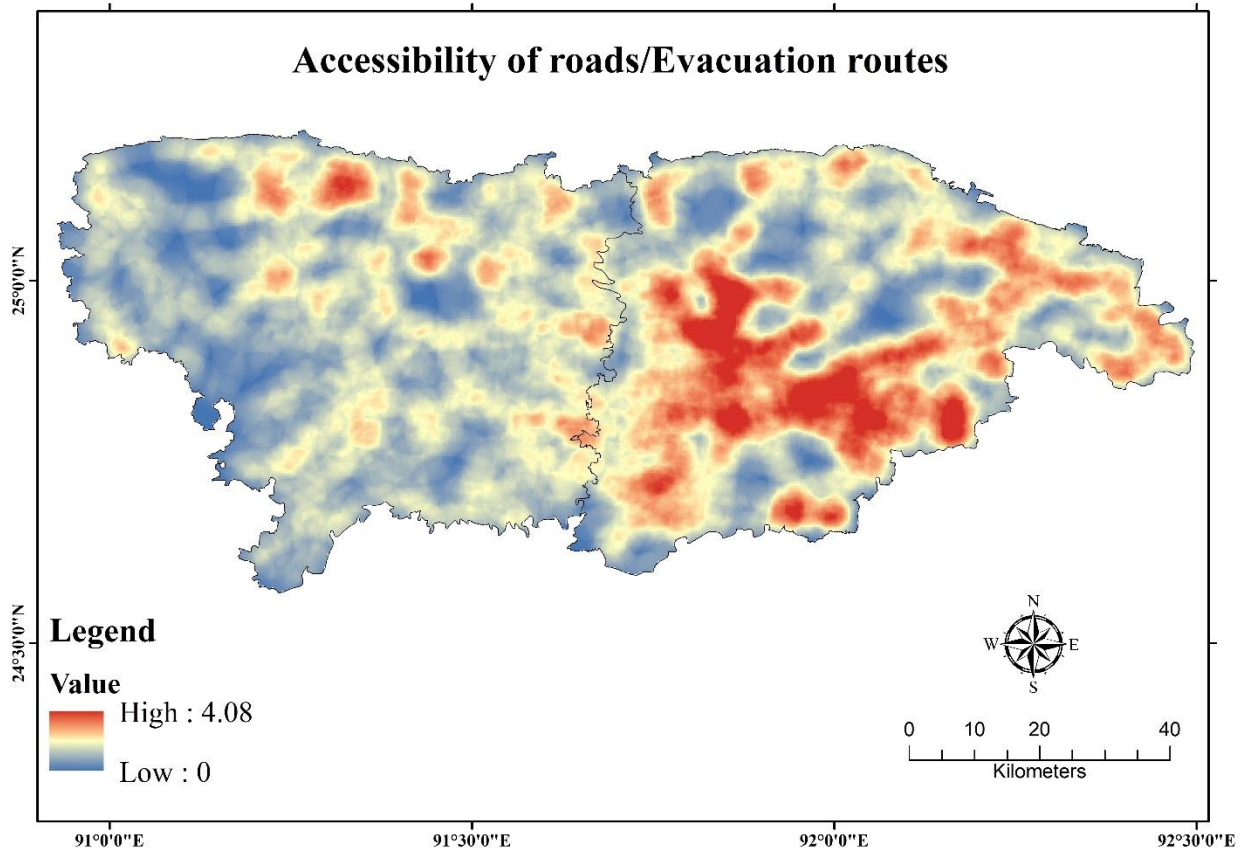 Accessibility of roads/Evacuation routes
25°0'0"N
24°30'0"N
Legend
Value
High : 4.08
Low : 0
N
W E
S
0 10 20 40
Kilometers
91°0'0"E 91°30'0"E 92°0'0"E 92°30'0"E